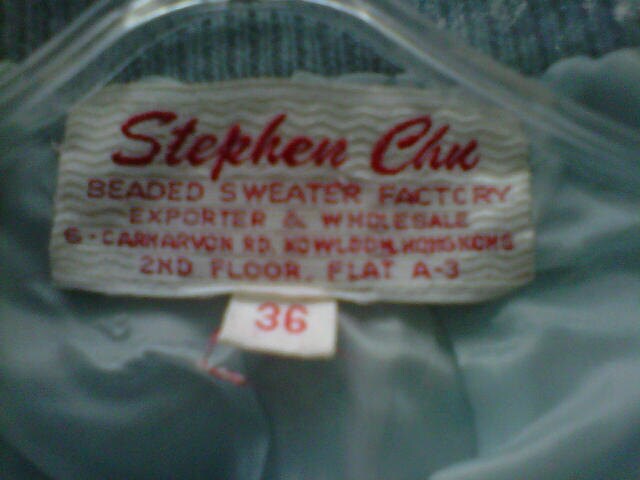 Stephen Chu
BEADED SWEATER FACTORY
EXPORTER & WHOLESALE
6 - CARNARVON RD. KOWLOON, HONG KONG
2ND FLOOR, FLAT A-3
36